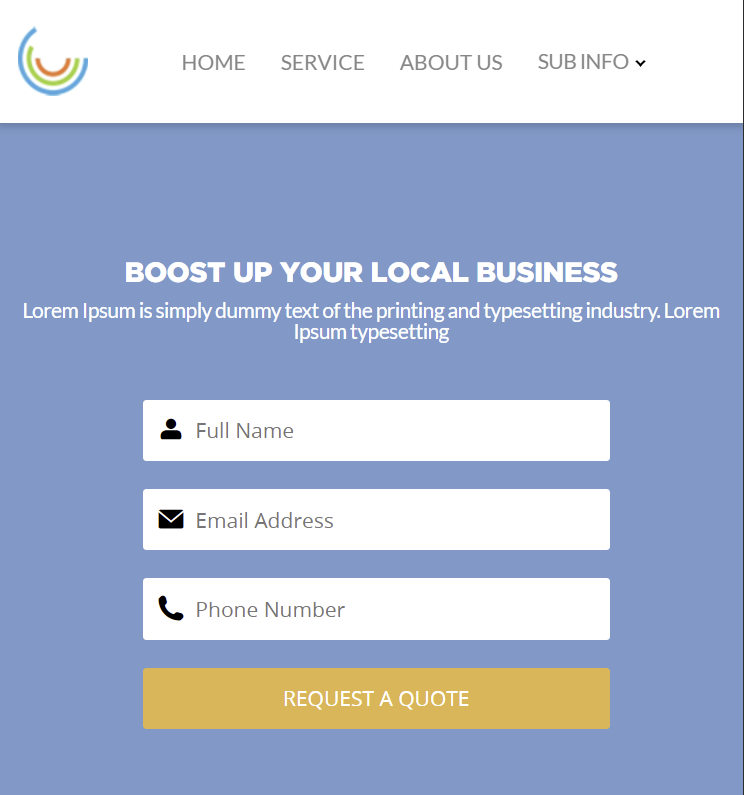 HOME SERVICE ABOUT US SUB INFO
BOOST UP YOUR LOCAL BUSINESS
Lorem Ipsum is simply dummy text of the printing and typesetting industry. Lorem
Ipsum typesetting
Full Name
Email Address
Phone Number
REQUEST A QUOTE